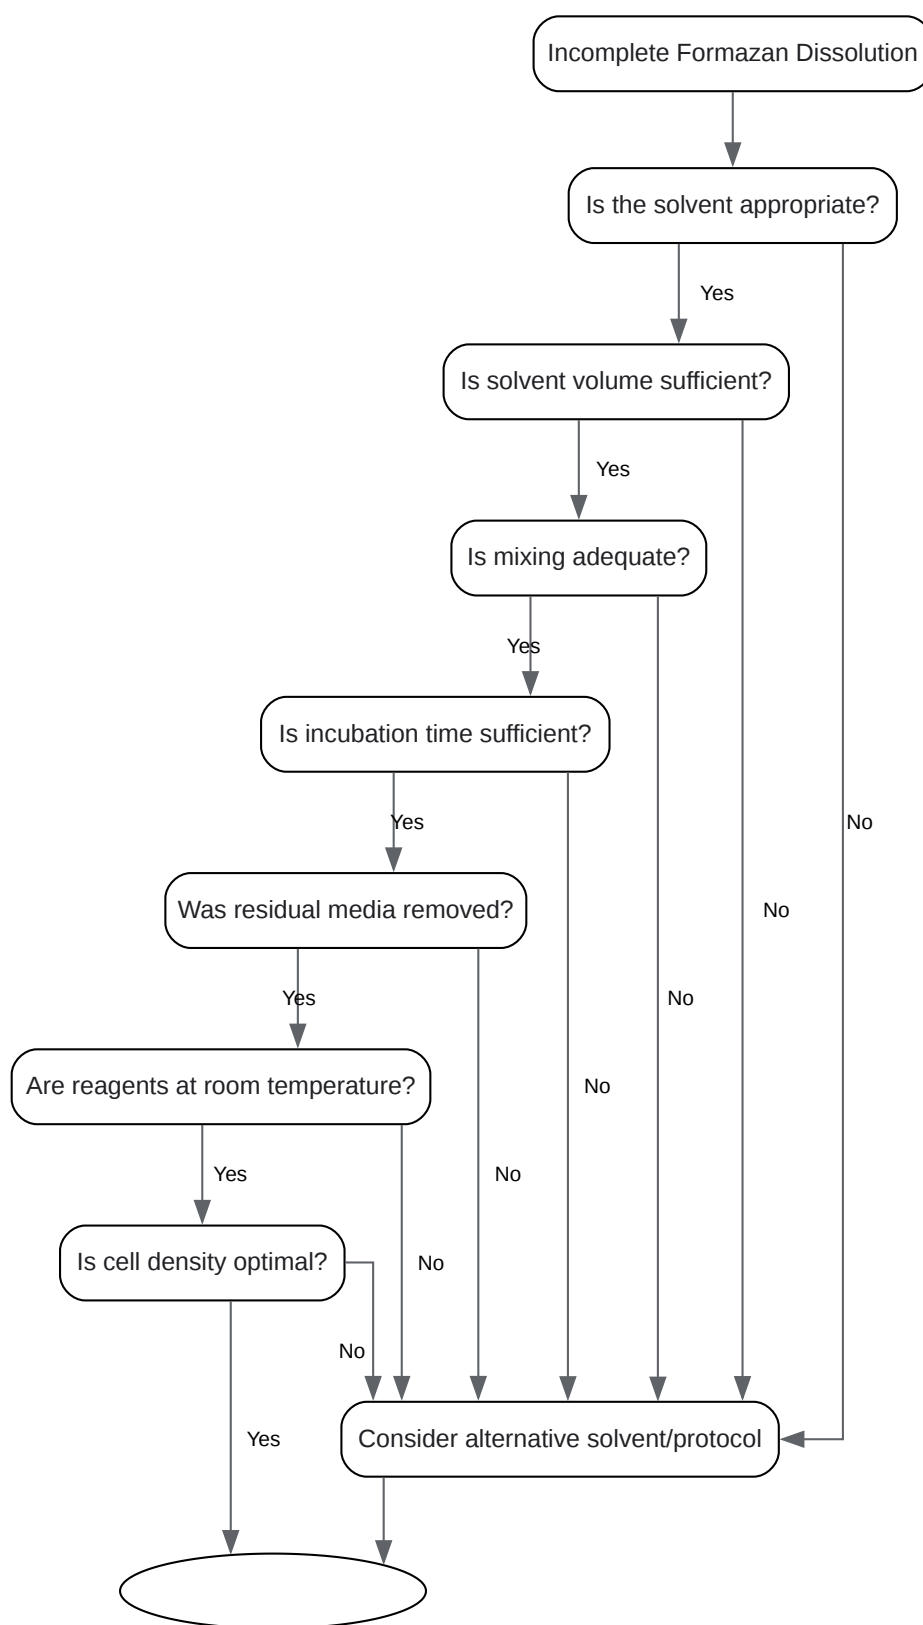 Incomplete Formazan Dissolution
Is the solvent appropriate?
Yes
Is solvent volume sufficient?
Yes
Is mixing adequate?
Yes
Is incubation time sufficient?
Yes
No
Was residual media removed?
No
Yes
No
Are reagents at room temperature?
No
Yes
No
Is cell density optimal?
No
No
Consider alternative solvent/protocol
Yes